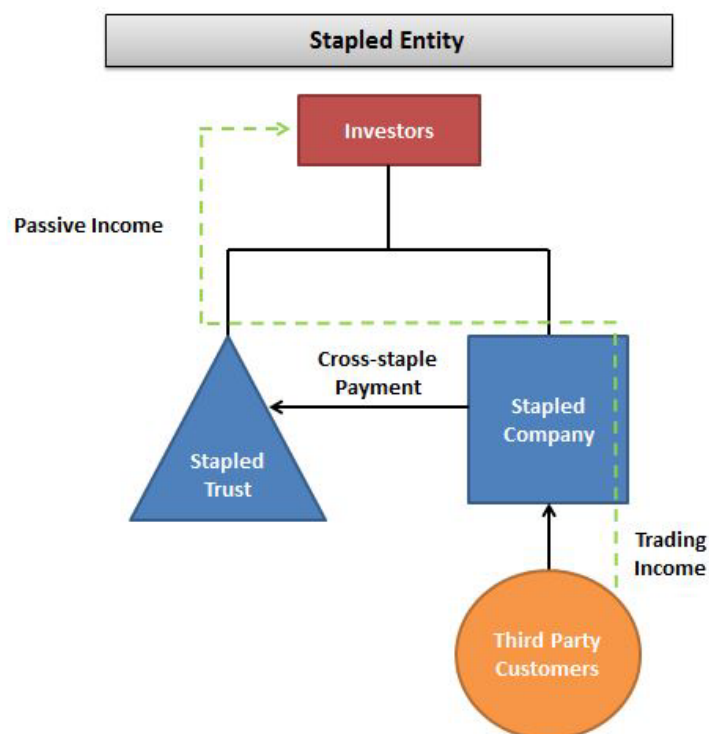 Stapled Entity
Investors
Passive Income
Cross-staple
Payment
Stapled
Company
Stapled
Trust
Trading
Income
Third Party
Customers